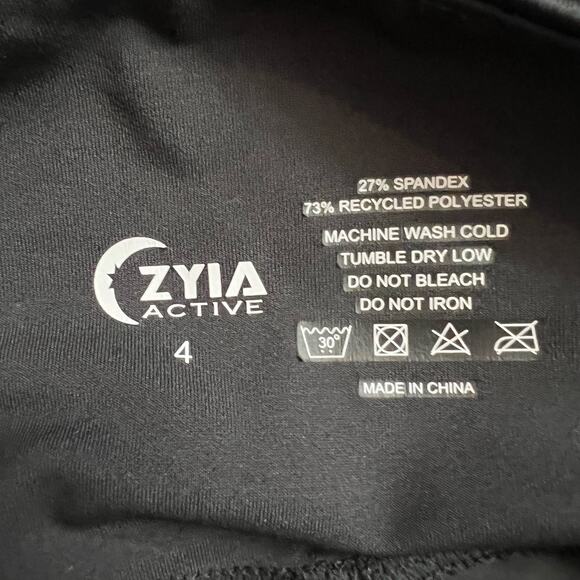 ZYIA
ACTIVE
4
27% SPANDEX
73% RECYCLED POLYESTER
MACHINE WASH COLD
TUMBLE DRY LOW
DO NOT BLEACH
DO NOT IRON
30°
MADE IN CHINA